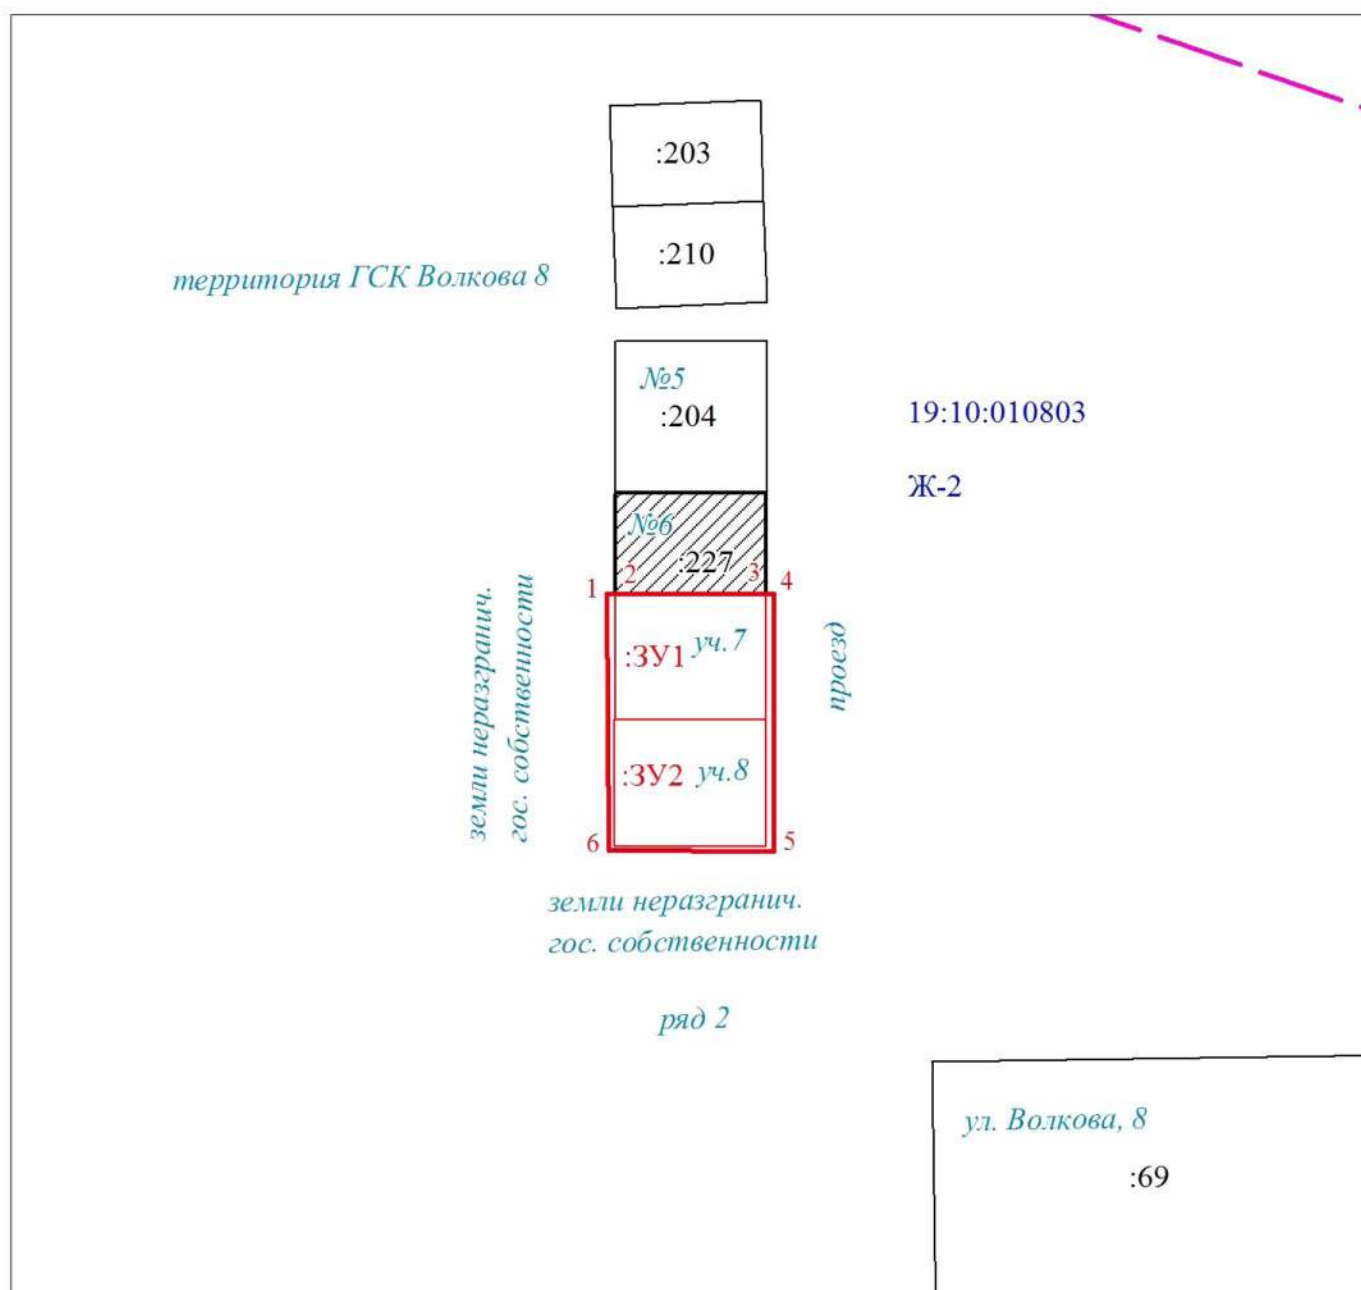 :203
:210
территория ГСК Волкова 8
№5
:204
19:10:010803
Ж-2
№6
:227
1
2
3
4
земли неразгранич.
гос. собственности
:ЗУ1 уч.7
проезд
:ЗУ2 уч.8
6
5
земли неразгранич.
гос. собственности
ряд 2
ул. Волкова, 8
:69